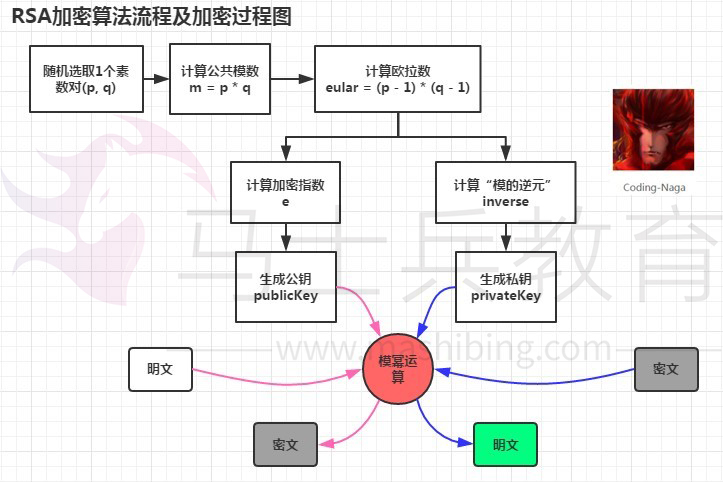 RSA加密算法流程及加密过程图
随机选取1个素
数对(p, q)
计算公共模数
m = p * q
计算欧拉数
eular = (p - 1) * (q - 1)
Coding-Naga
计算加密指数
e
计算“模的逆元”
inverse
马士兵教育
生成公钥
publicKey
生成私钥
privateKey
www.mashibing.com
明文
模幂运
算
密文
密文
明文